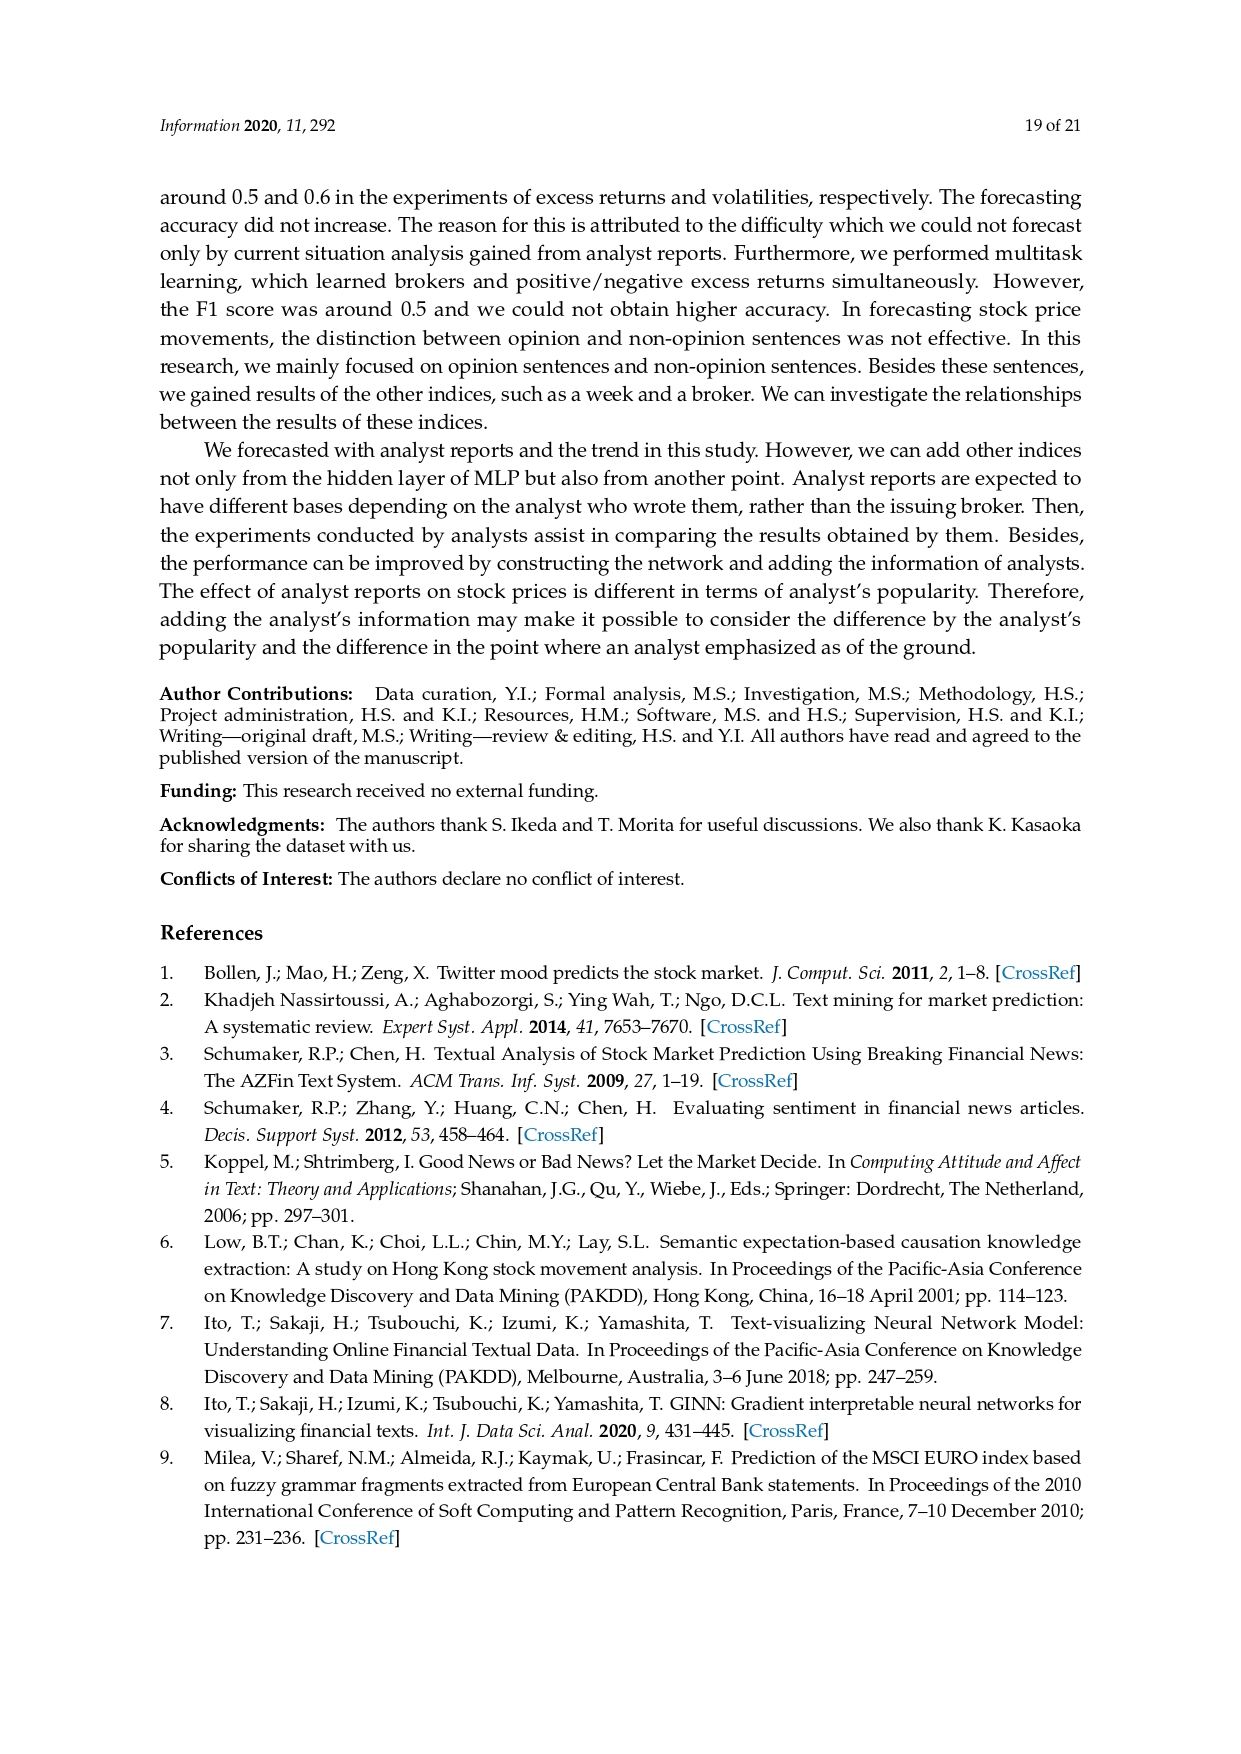 Information 2020, 11, 292
19 of 21
around 0.5 and 0.6 in the experiments of excess returns and volatilities, respectively. The forecasting
accuracy did not increase. The reason for this is attributed to the difficulty which we could not forecast
only by current situation analysis gained from analyst reports. Furthermore, we performed multitask
learning, which learned brokers and positive/negative excess returns simultaneously. However,
the F1 score was around 0.5 and we could not obtain higher accuracy. In forecasting stock price
movements, the distinction between opinion and non-opinion sentences was not effective. In this
research, we mainly focused on opinion sentences and non-opinion sentences. Besides these sentences,
we gained results of the other indices, such as a week and a broker. We can investigate the relationships
between the results of these indices.
We forecasted with analyst reports and the trend in this study. However, we can add other indices
not only from the hidden layer of MLP but also from another point. Analyst reports are expected to
have different bases depending on the analyst who wrote them, rather than the issuing broker. Then,
the experiments conducted by analysts assist in comparing the results obtained by them. Besides,
the performance can be improved by constructing the network and adding the information of analysts.
The effect of analyst reports on stock prices is different in terms of analyst’s popularity. Therefore,
adding the analyst’s information may make it possible to consider the difference by the analyst’s
popularity and the difference in the point where an analyst emphasized as of the ground.
Author Contributions: Data curation, Y.I.; Formal analysis, M.S.; Investigation, M.S.; Methodology, H.S.;
Project administration, H.S. and K.I.; Resources, H.M.; Software, M.S. and H.S.; Supervision, H.S. and K.I.;
Writing—original draft, M.S.; Writing—review & editing, H.S. and Y.I. All authors have read and agreed to the
published version of the manuscript.
Funding: This research received no external funding.
Acknowledgments: The authors thank S. Ikeda and T. Morita for useful discussions. We also thank K. Kasaoka
for sharing the dataset with us.
Conflicts of Interest: The authors declare no conflict of interest.
References
1. Bollen, J.; Mao, H.; Zeng, X. Twitter mood predicts the stock market. J. Comput. Sci. 2011, 2, 1–8. [CrossRef]
2. Khadjeh Nassirtoussi, A.; Aghabozorgi, S.; Ying Wah, T.; Ngo, D.C.L. Text mining for market prediction:
A systematic review. Expert Syst. Appl. 2014, 41, 7653–7670. [CrossRef]
3. Schumaker, R.P.; Chen, H. Textual Analysis of Stock Market Prediction Using Breaking Financial News:
The AZFin Text System. ACM Trans. Inf. Syst. 2009, 27, 1–19. [CrossRef]
4. Schumaker, R.P.; Zhang, Y.; Huang, C.N.; Chen, H. Evaluating sentiment in financial news articles.
Decis. Support Syst. 2012, 53, 458–464. [CrossRef]
5. Koppel, M.; Shtrimberg, I. Good News or Bad News? Let the Market Decide. In Computing Attitude and Affect
in Text: Theory and Applications; Shanahan, J.G., Qu, Y., Wiebe, J., Eds.; Springer: Dordrecht, The Netherland,
2006; pp. 297–301.
6. Low, B.T.; Chan, K.; Choi, L.L.; Chin, M.Y.; Lay, S.L. Semantic expectation-based causation knowledge
extraction: A study on Hong Kong stock movement analysis. In Proceedings of the Pacific-Asia Conference
on Knowledge Discovery and Data Mining (PAKDD), Hong Kong, China, 16–18 April 2001; pp. 114–123.
7. Ito, T.; Sakaji, H.; Tsubouchi, K.; Izumi, K.; Yamashita, T. Text-visualizing Neural Network Model:
Understanding Online Financial Textual Data. In Proceedings of the Pacific-Asia Conference on Knowledge
Discovery and Data Mining (PAKDD), Melbourne, Australia, 3–6 June 2018; pp. 247–259.
8. Ito, T.; Sakaji, H.; Izumi, K.; Tsubouchi, K.; Yamashita, T. GINN: Gradient interpretable neural networks for
visualizing financial texts. Int. J. Data Sci. Anal. 2020, 9, 431–445. [CrossRef]
9. Milea, V.; Sharef, N.M.; Almeida, R.J.; Kaymak, U.; Frasincar, F. Prediction of the MSCI EURO index based
on fuzzy grammar fragments extracted from European Central Bank statements. In Proceedings of the 2010
International Conference of Soft Computing and Pattern Recognition, Paris, France, 7–10 December 2010;
pp. 231–236. [CrossRef]